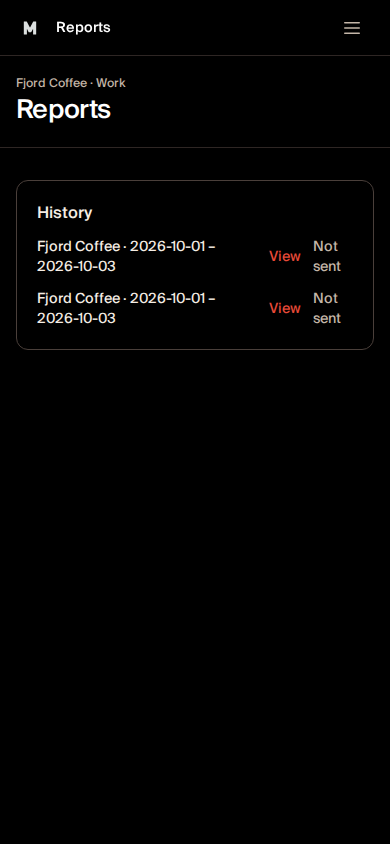 M Reports
Fjord Coffee · Work
Reports
History
Fjord Coffee · 2026-10-01 –
2026-10-03
View
Not
sent
Fjord Coffee · 2026-10-01 –
2026-10-03
View
Not
sent